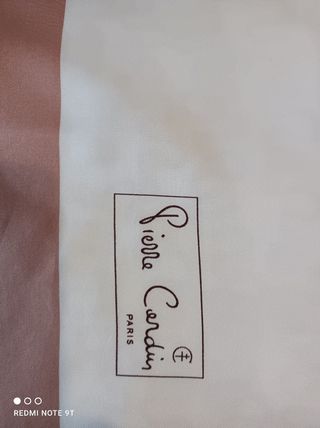 Pierre Cardin
PARIS
REDMI NOTE 9T